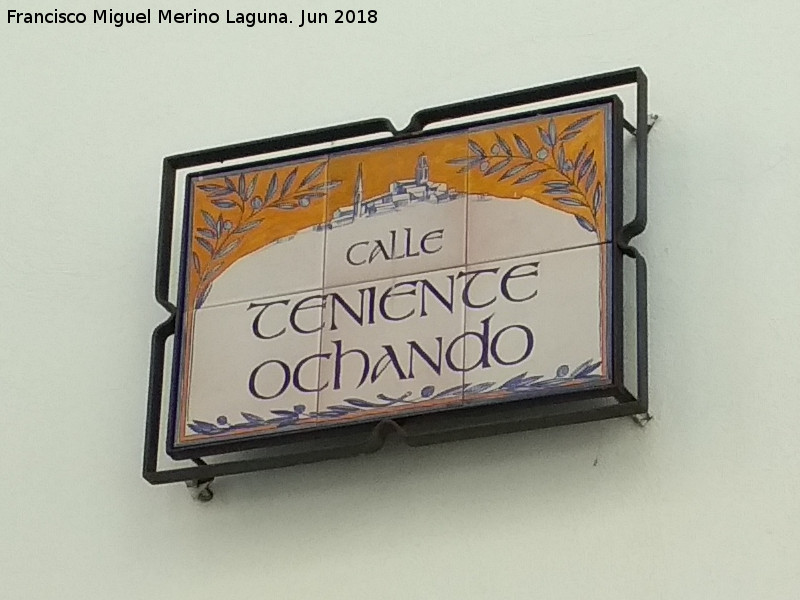 Francisco Miguel Merino Laguna. Jun 2018
CALLE
TENIENTE
OCHANDO